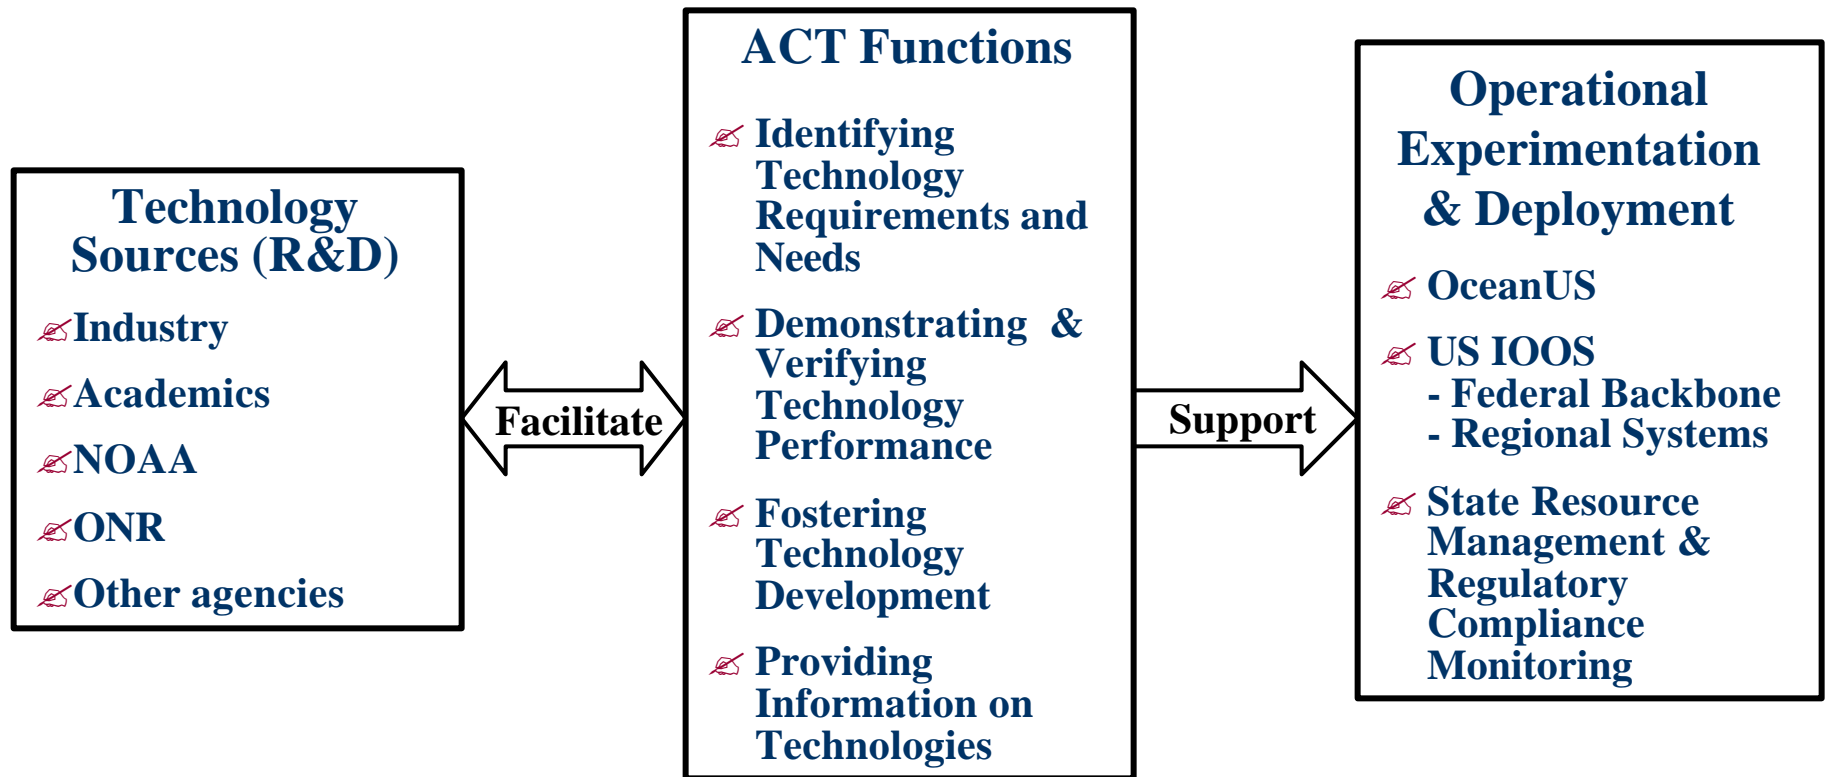 Technology
Sources (R&D)
Industry
Academics
NOAA
ONR
Other agencies
Facilitate
ACT Functions
Identifying
Technology
Requirements and
Needs
Demonstrating &
Verifying
Technology
Performance
Fostering
Technology
Development
Providing
Information on
Technologies
Support
Operational
Experimentation
& Deployment
OceanUS
US IOOS
- Federal Backbone
- Regional Systems
State Resource
Management &
Regulatory
Compliance
Monitoring